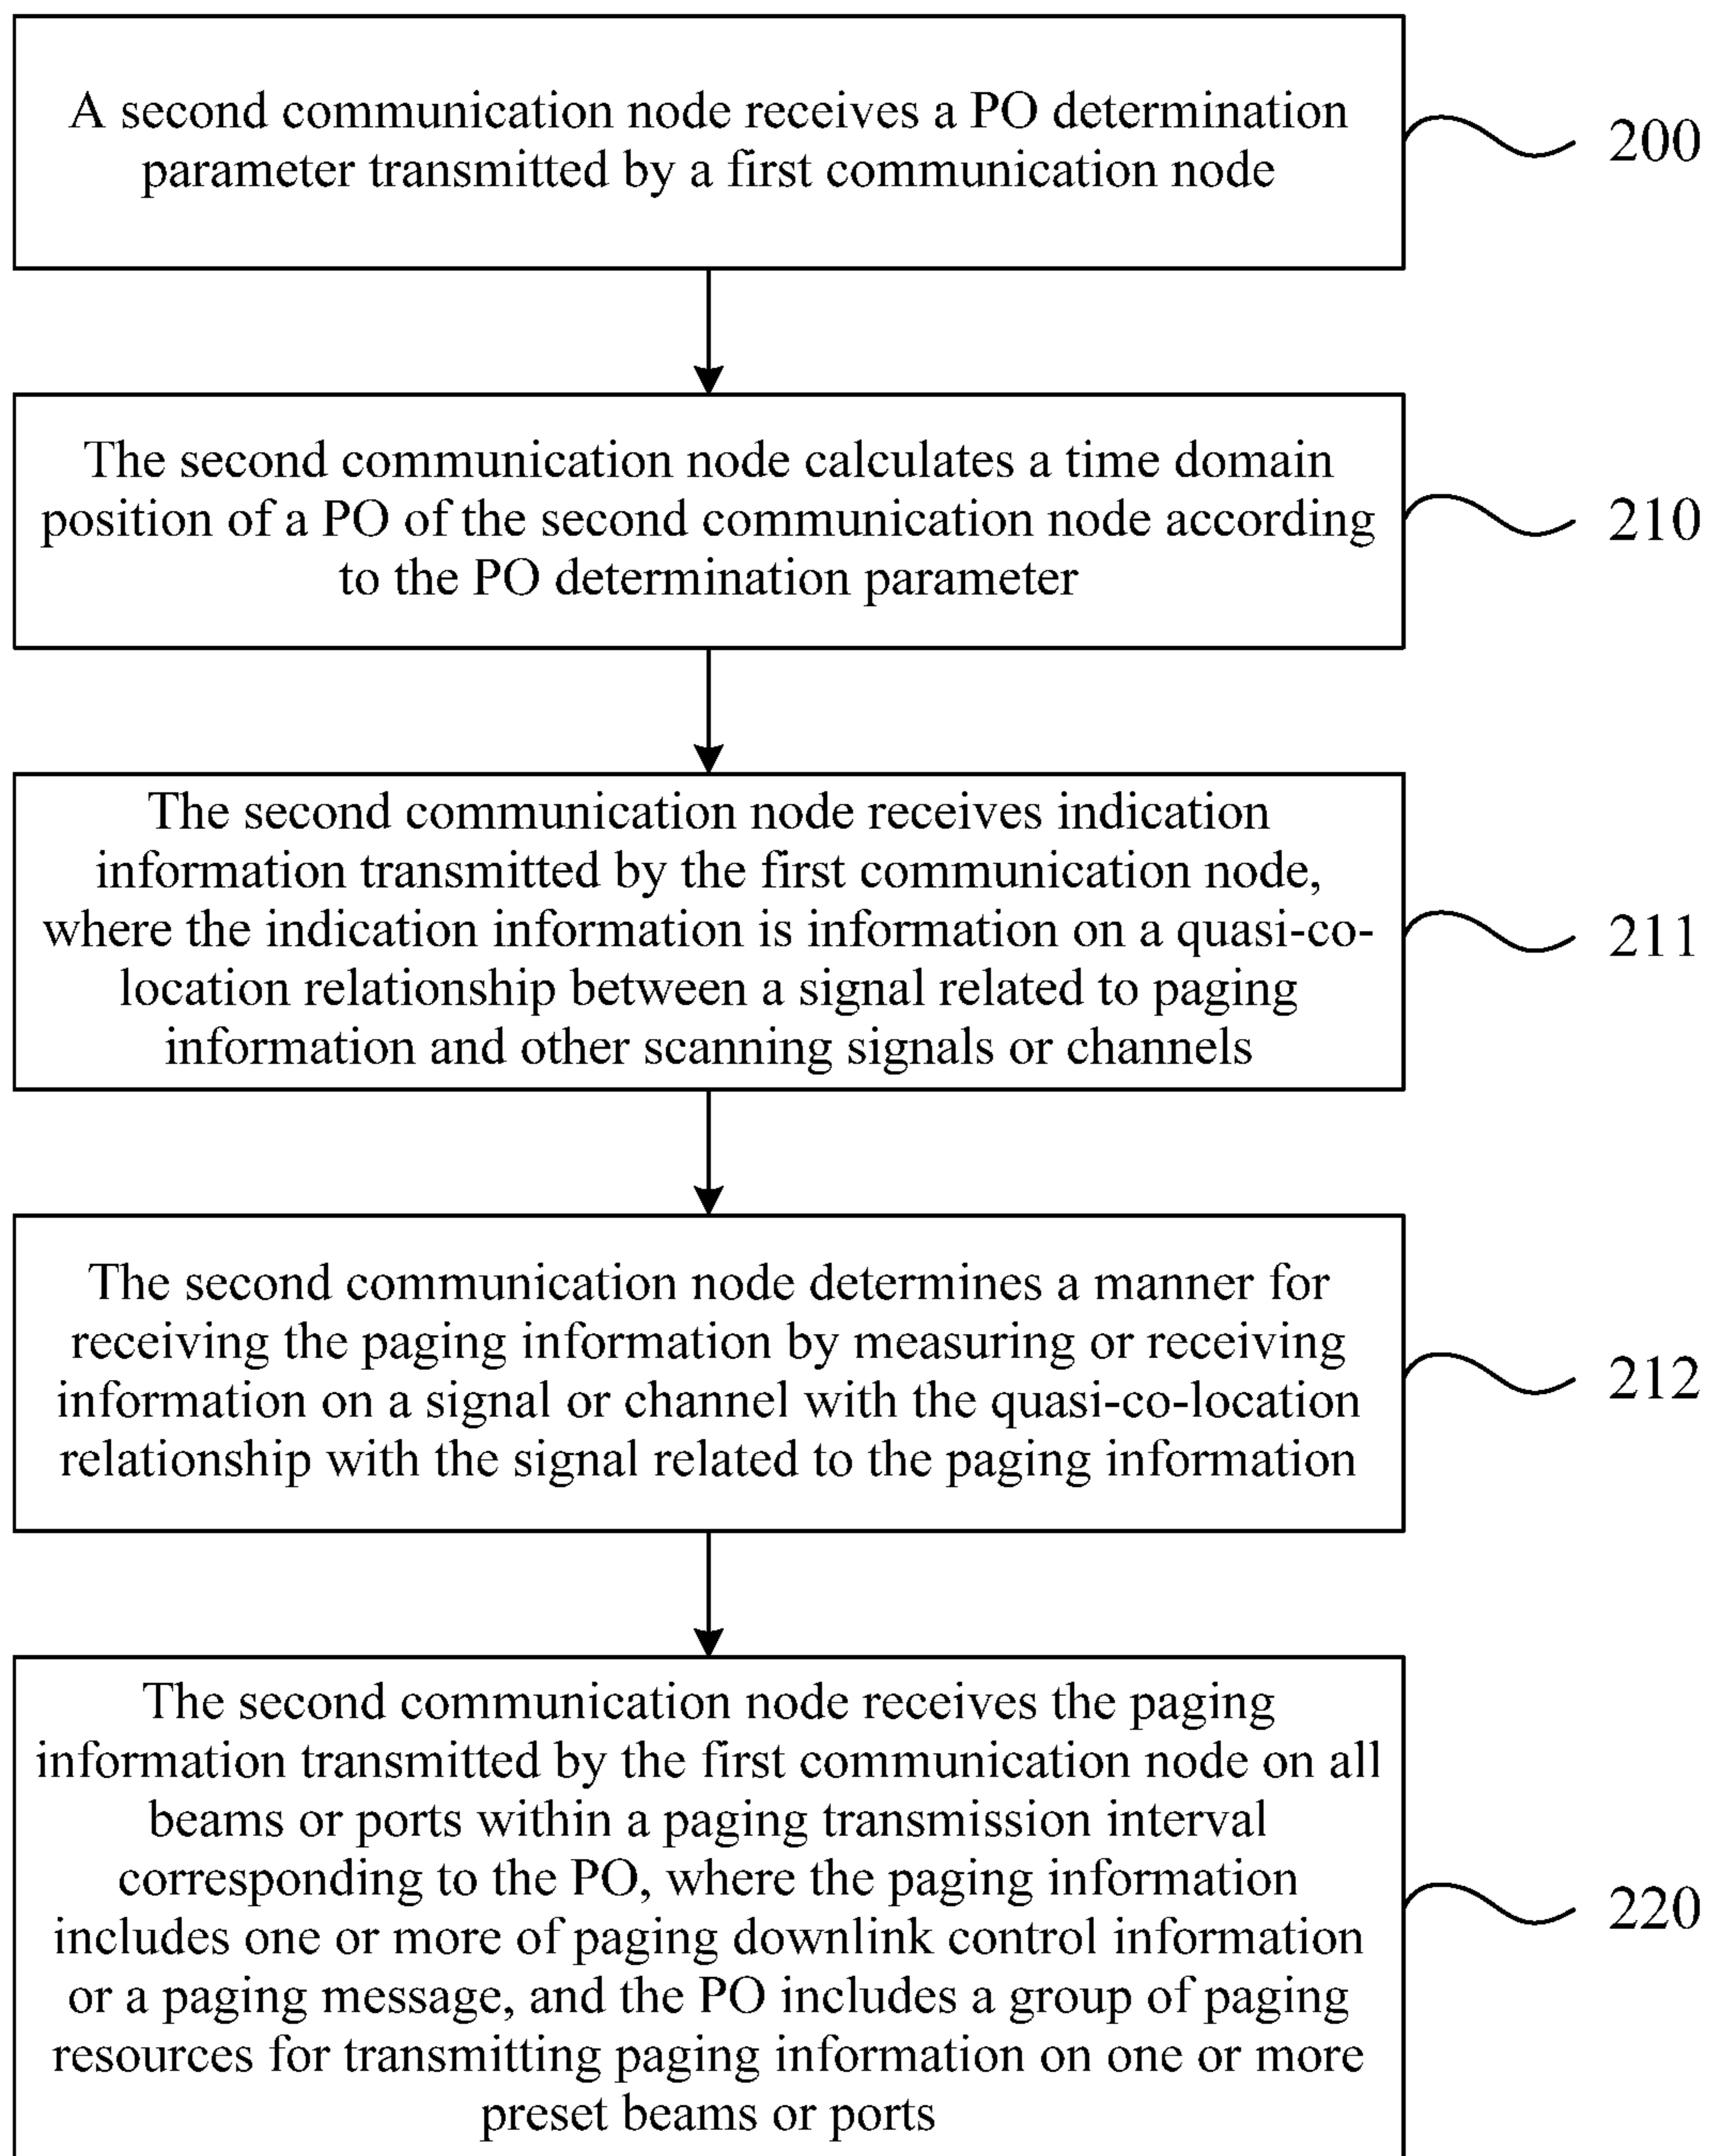 A second communication node receives a PO determination
parameter transmitted by a first communication node
200
The second communication node calculates a time domain
position of a PO of the second communication node according
to the PO determination parameter
210
The second communication node receives indication
information transmitted by the first communication node,
where the indication information is information on a quasi-co-
location relationship between a signal related to paging
information and other scanning signals or channels
211
The second communication node determines a manner for
receiving the paging information by measuring or receiving
information on a signal or channel with the quasi-co-location
relationship with the signal related to the paging information
212
The second communication node receives the paging
information transmitted by the first communication node on all
beams or ports within a paging transmission interval
corresponding to the PO, where the paging information
includes one or more of paging downlink control information
or a paging message, and the PO includes a group of paging
resources for transmitting paging information on one or more
preset beams or ports
220